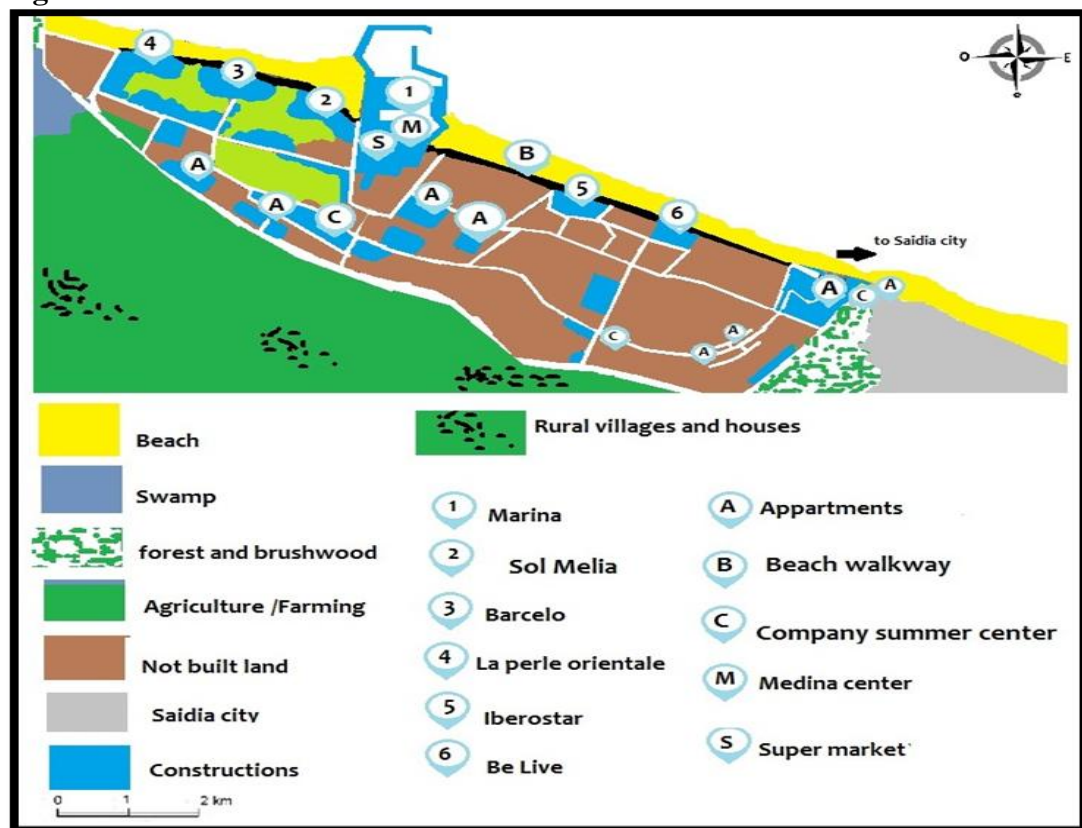 4
3
2
1
M
S
B
5
6
A
A
C
A
A
A
C
A
C
A
A
O
E
to Saidia city
Beach
Swamp
forest and brushwood
Agriculture /Farming
Not built land
Saidia city
Constructions
0 1 2 km
Rural villages and houses
1 Marina
2 Sol Melia
3 Barcelo
4 La perle orientale
5 Iberostar
6 Be Live
A Appartments
B Beach walkway
C Company summer center
M Medina center
S Super market